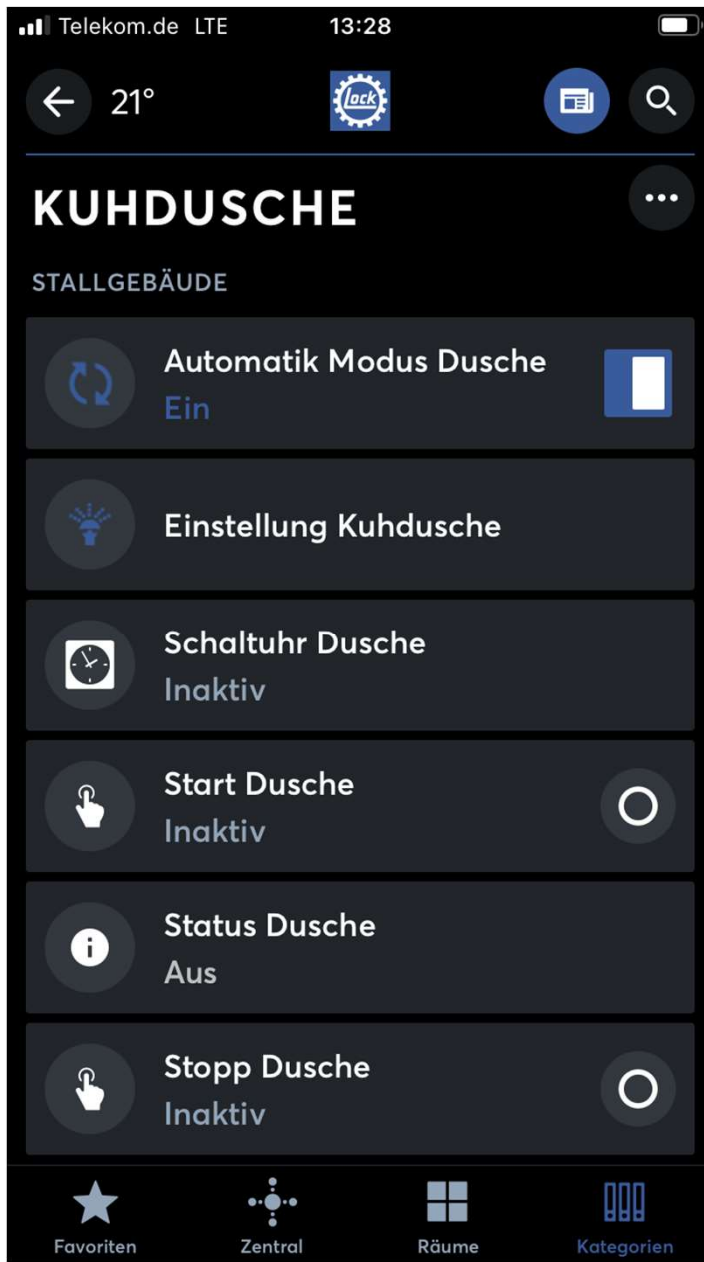 Telekom.de LTE 13:28
21° Lock
KUHDUSCHE
STALLGEBÄUDE
Automatik Modus Dusche
Ein
Einstellung Kuhdusche
Schaltuhr Dusche
Inaktiv
Start Dusche
Inaktiv
Status Dusche
Aus
Stopp Dusche
Inaktiv
Favoriten Zentral Räume Kategorien